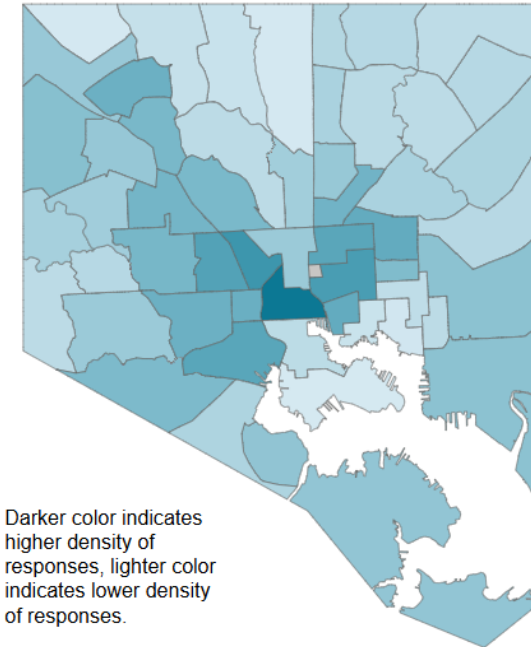 Darker color indicates
higher density of
responses, lighter color
indicates lower density
of responses.